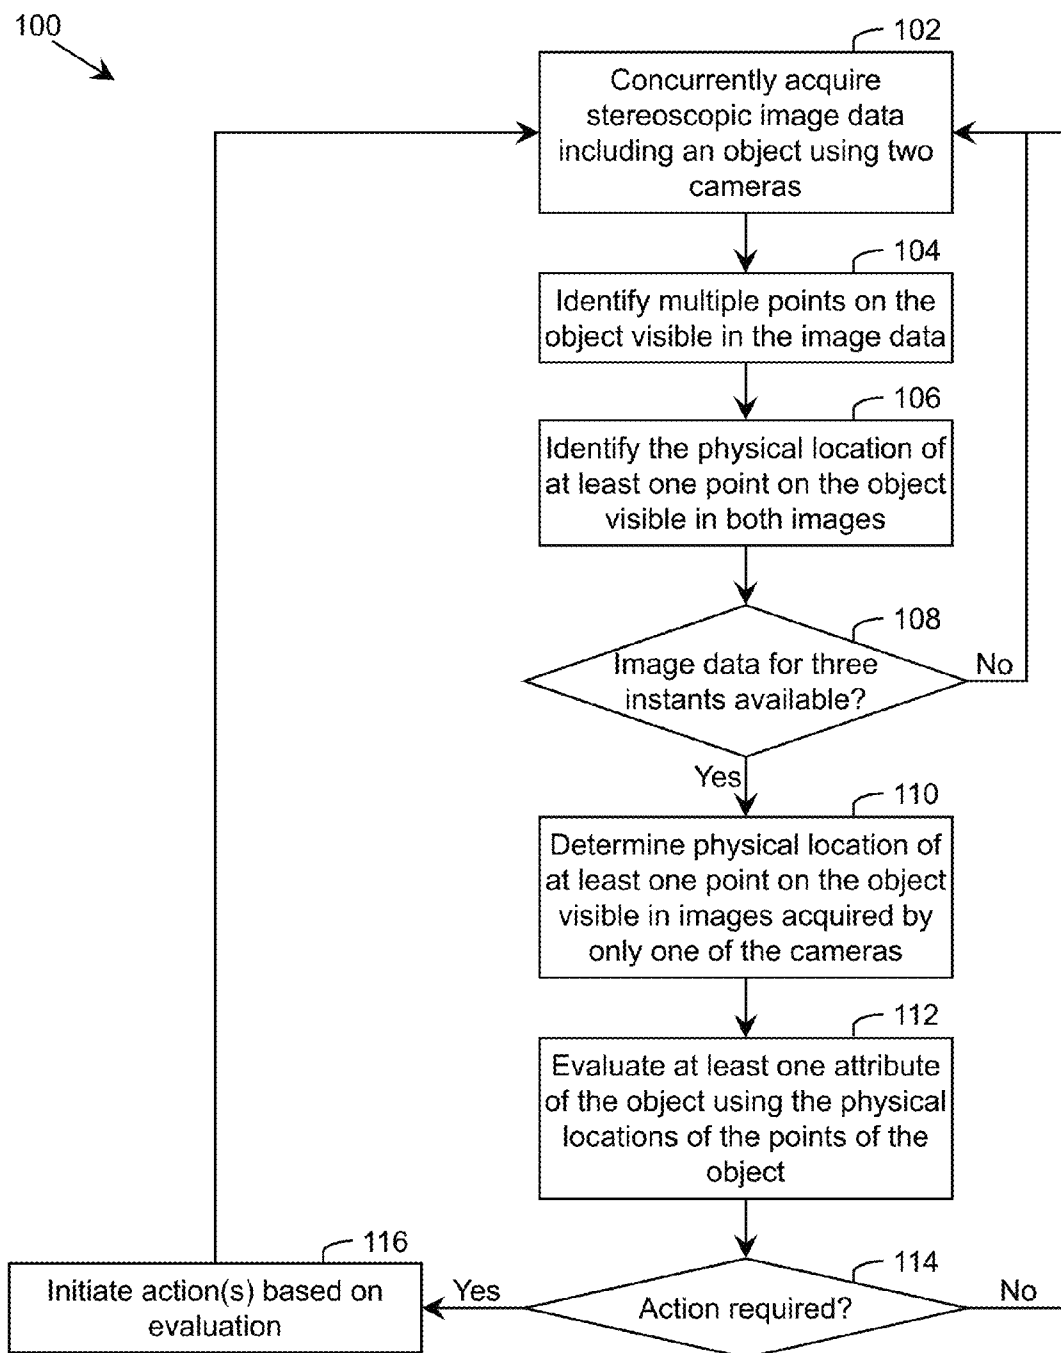 100
102
Concurrently acquire
stereoscopic image data
including an object using two
cameras
104
Identify multiple points on the
object visible in the image data
106
Identify the physical location of
at least one point on the object
visible in both images
108
Image data for three
instants available?
No
Yes
110
Determine physical location of
at least one point on the object
visible in images acquired by
only one of the cameras
112
Evaluate at least one attribute
of the object using the physical
locations of the points of the
object
116
Initiate action(s) based on
evaluation
Yes
114
Action required?
No